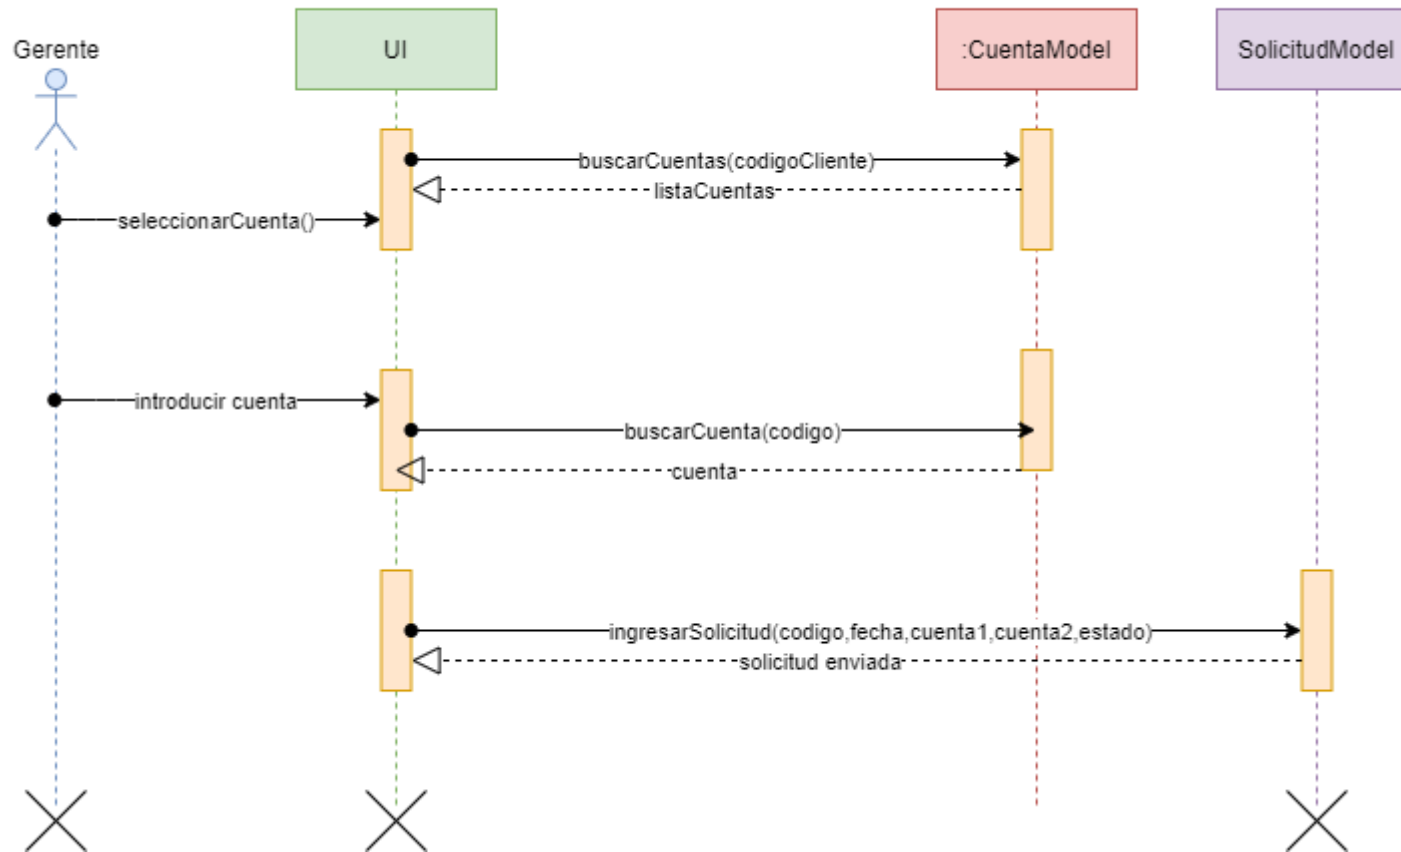 Gerente
UI
:CuentaModel
SolicitudModel
buscarCuentas(codigoCliente)
listaCuentas
seleccionarCuenta()
introducir cuenta
buscarCuenta(codigo)
cuenta
ingresarSolicitud(codigo,fecha,cuenta1,cuenta2,estado)
solicitud enviada